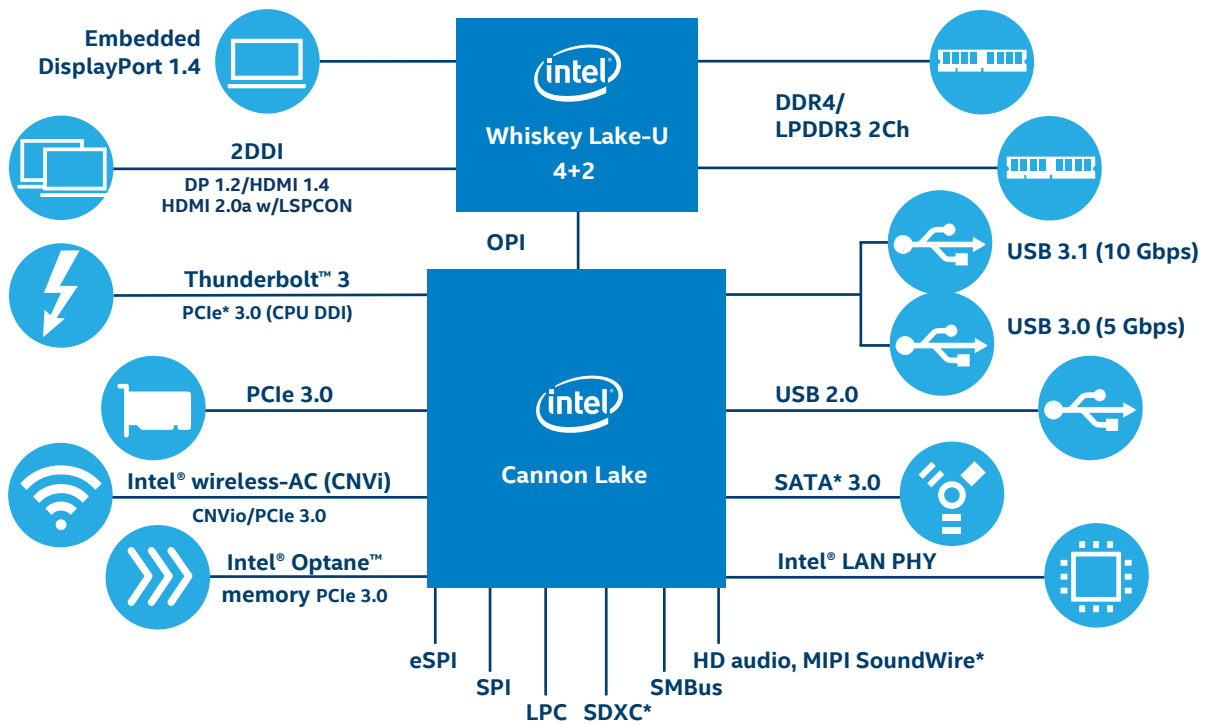 Embedded
DisplayPort 1.4
intel®
Whiskey Lake-U
4+2
DDR4/
LPDDR3 2Ch
2DDI
DP 1.2/HDMI 1.4
HDMI 2.0a w/LSPCON
OPI
Thunderbolt™ 3
PCIe* 3.0 (CPU DDI)
USB 3.1 (10 Gbps)
USB 3.0 (5 Gbps)
PCIe 3.0
intel®
Cannon Lake
USB 2.0
Intel® wireless-AC (CNVi)
CNVio/PCIe 3.0
SATA* 3.0
Intel® Optane™
memory PCIe 3.0
Intel® LAN PHY
eSPI
SPI
LPC
SDXC*
SMBus
HD audio, MIPI SoundWire*